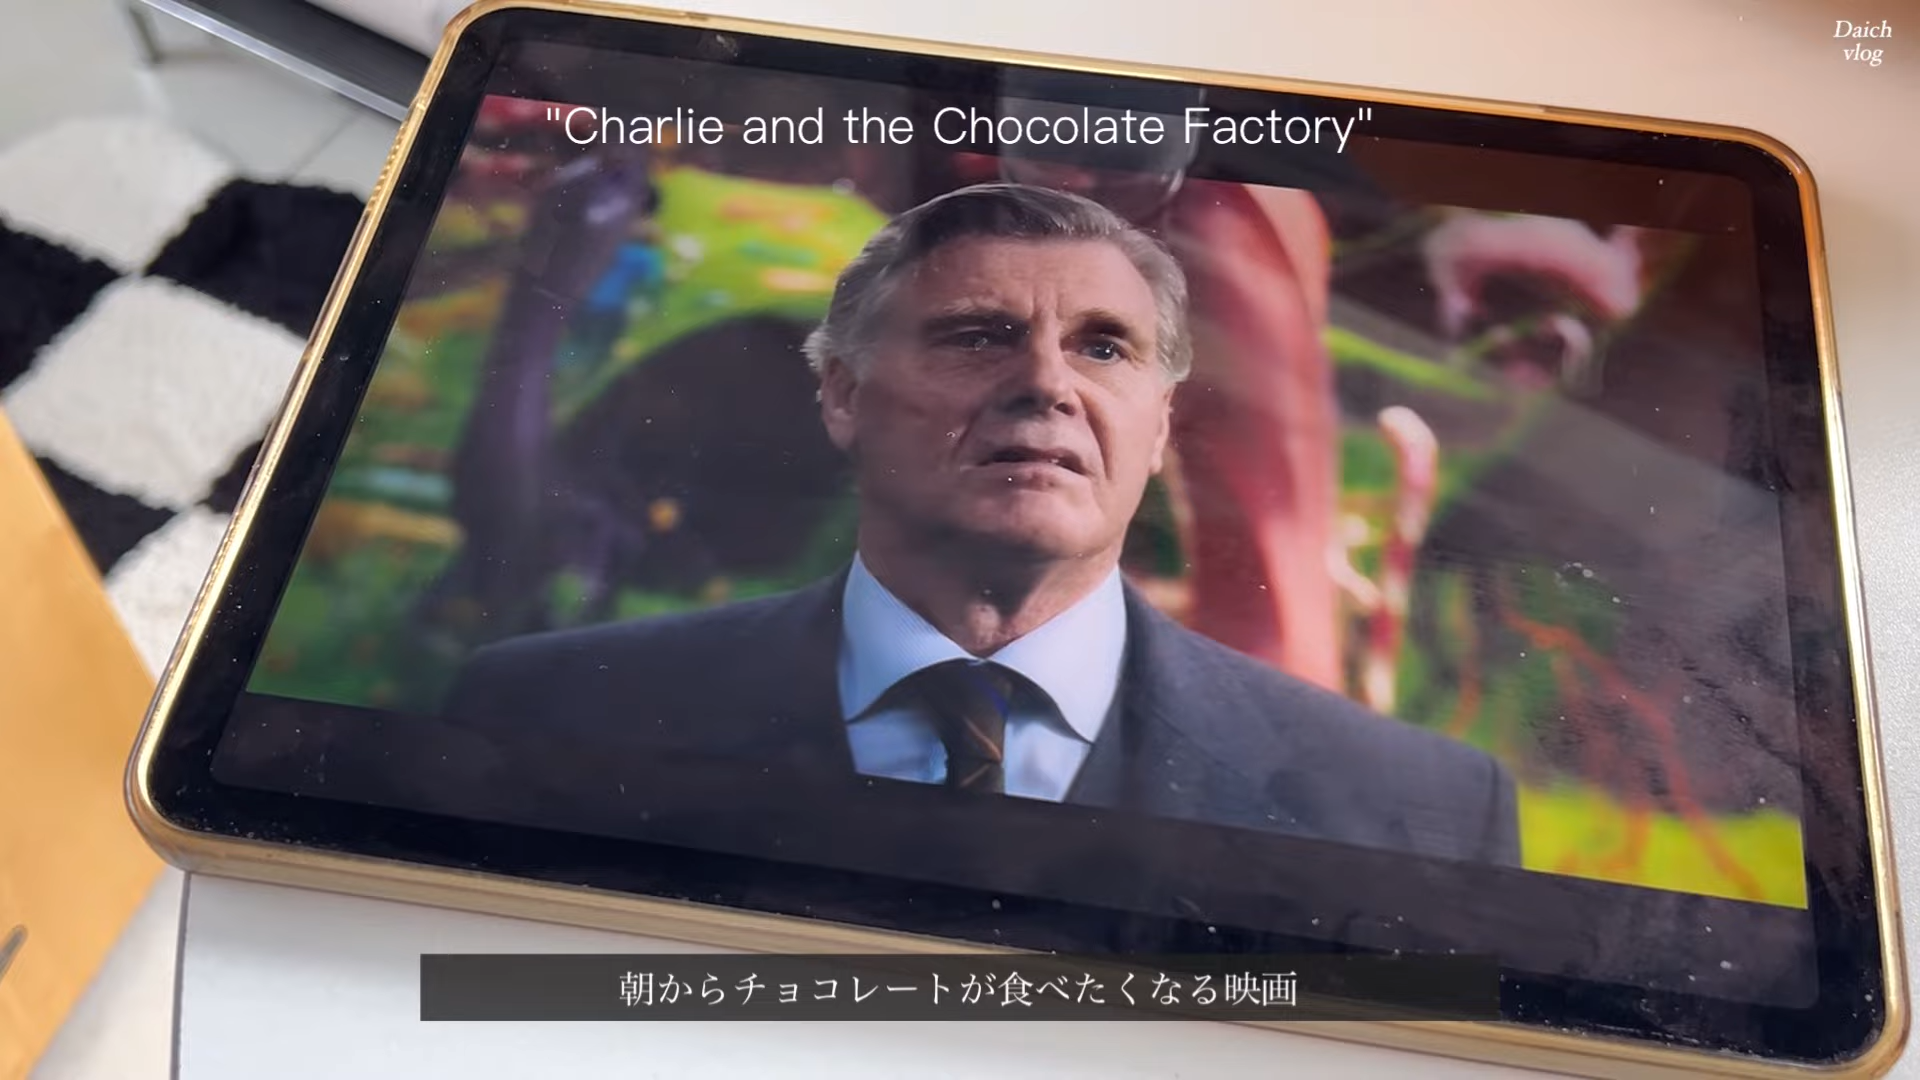 Daich
vlog
"Charlie and the Chocolate Factory"
朝からチョコレートが食べたくなる映画